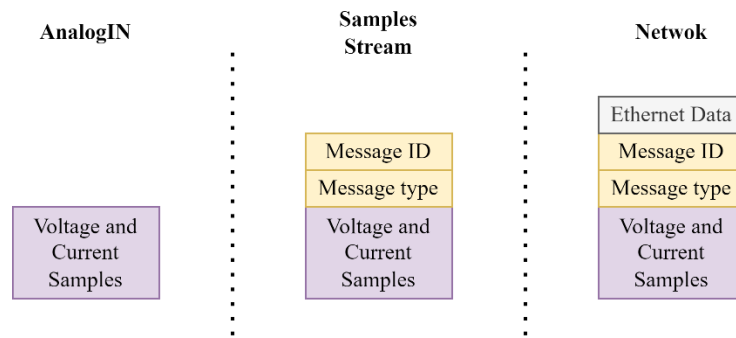 AnalogIN
Voltage and
Current
Samples
Samples
Stream
Message ID
Message type
Voltage and
Current
Samples
Netwok
Ethernet Data
Message ID
Message type
Voltage and
Current
Samples